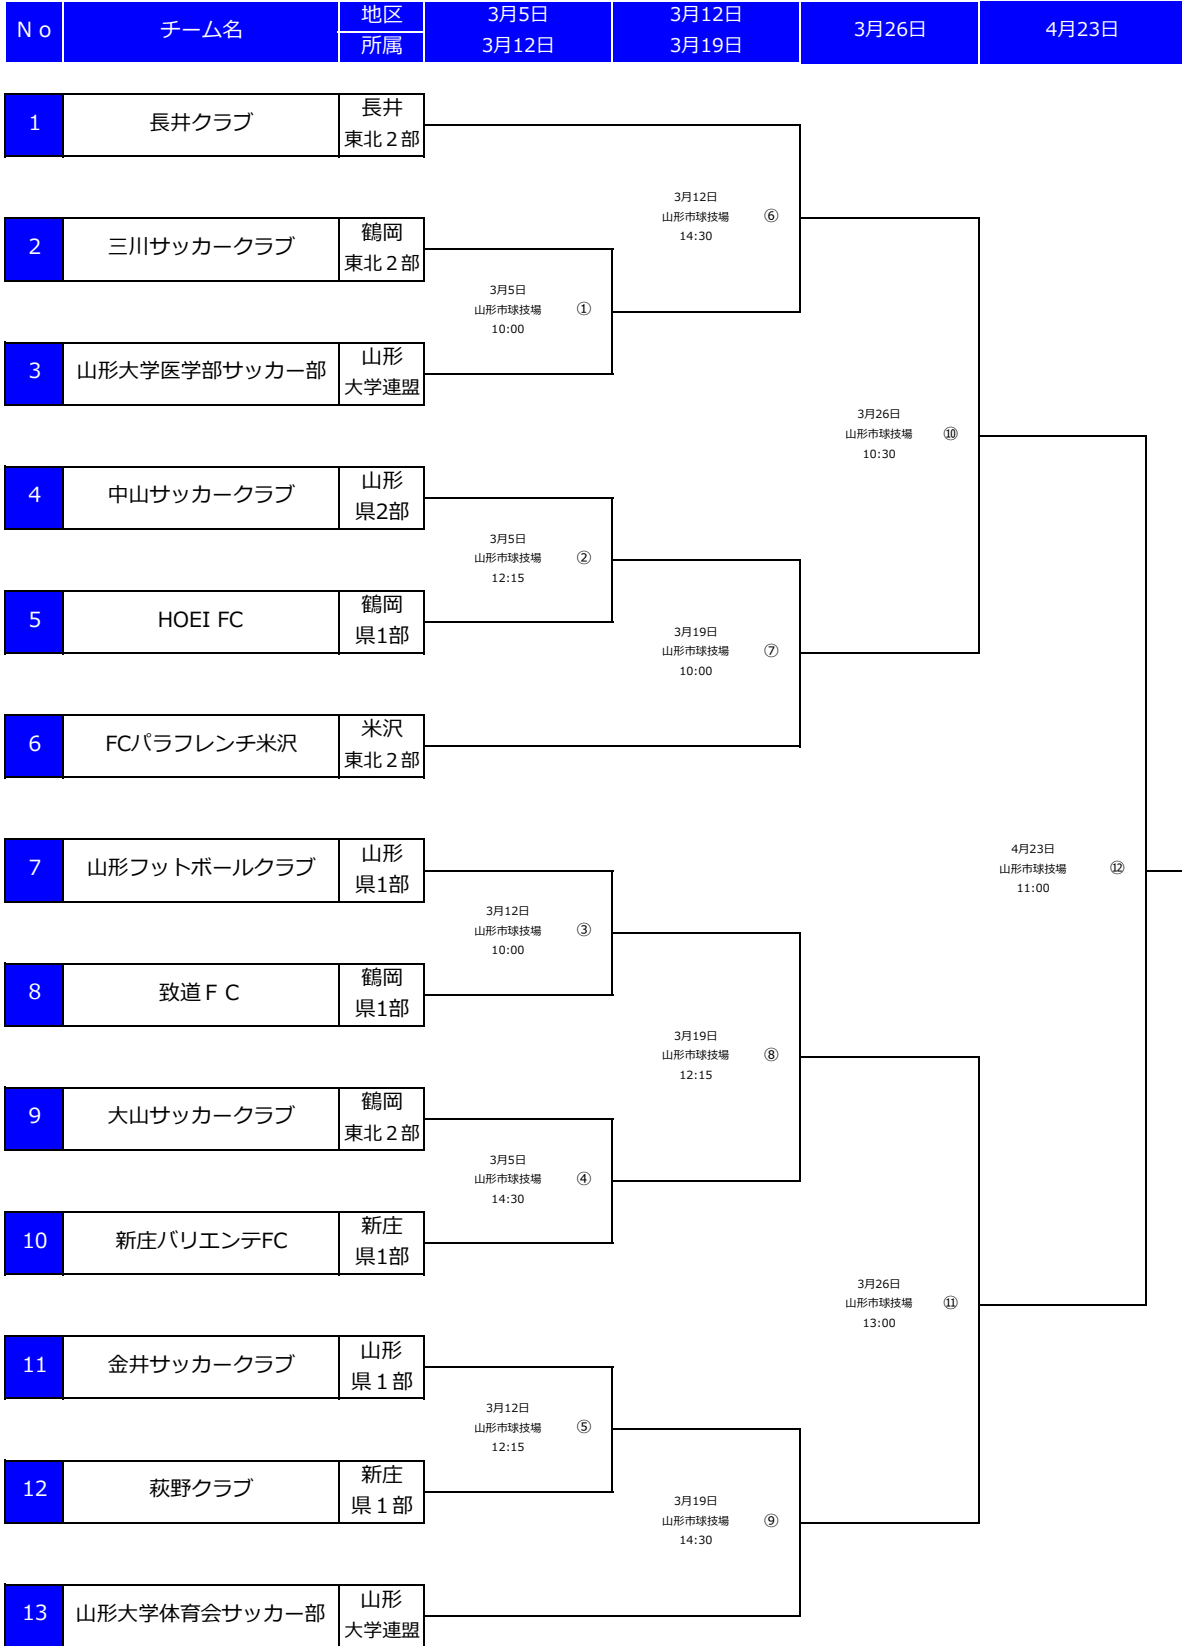 Ｎｏ
チーム名
地区
所属
3月5日
3月12日
3月12日
3月19日
3月26日
4月23日
1
長井クラブ
長井
東北２部
3月12日
山形市球技場
14:30
⑥
2
三川サッカークラブ
鶴岡
東北２部
3月5日
山形市球技場
10:00
①
3
山形大学医学部サッカー部
山形
大学連盟
3月26日
山形市球技場
10:30
⑩
4
中山サッカークラブ
山形
県2部
3月5日
山形市球技場
12:15
②
5
HOEI FC
鶴岡
県1部
3月19日
山形市球技場
10:00
⑦
6
FCパラフレンチ米沢
米沢
東北２部
7
山形フットボールクラブ
山形
県1部
4月23日
山形市球技場
11:00
⑫
3月12日
山形市球技場
10:00
③
8
致道ＦＣ
鶴岡
県1部
3月19日
山形市球技場
12:15
⑧
9
大山サッカークラブ
鶴岡
東北２部
3月5日
山形市球技場
14:30
④
10
新庄バリエンテFC
新庄
県1部
3月26日
山形市球技場
13:00
⑪
11
金井サッカークラブ
山形
県１部
3月12日
山形市球技場
12:15
⑤
12
萩野クラブ
新庄
県１部
3月19日
山形市球技場
14:30
⑨
13
山形大学体育会サッカー部
山形
大学連盟